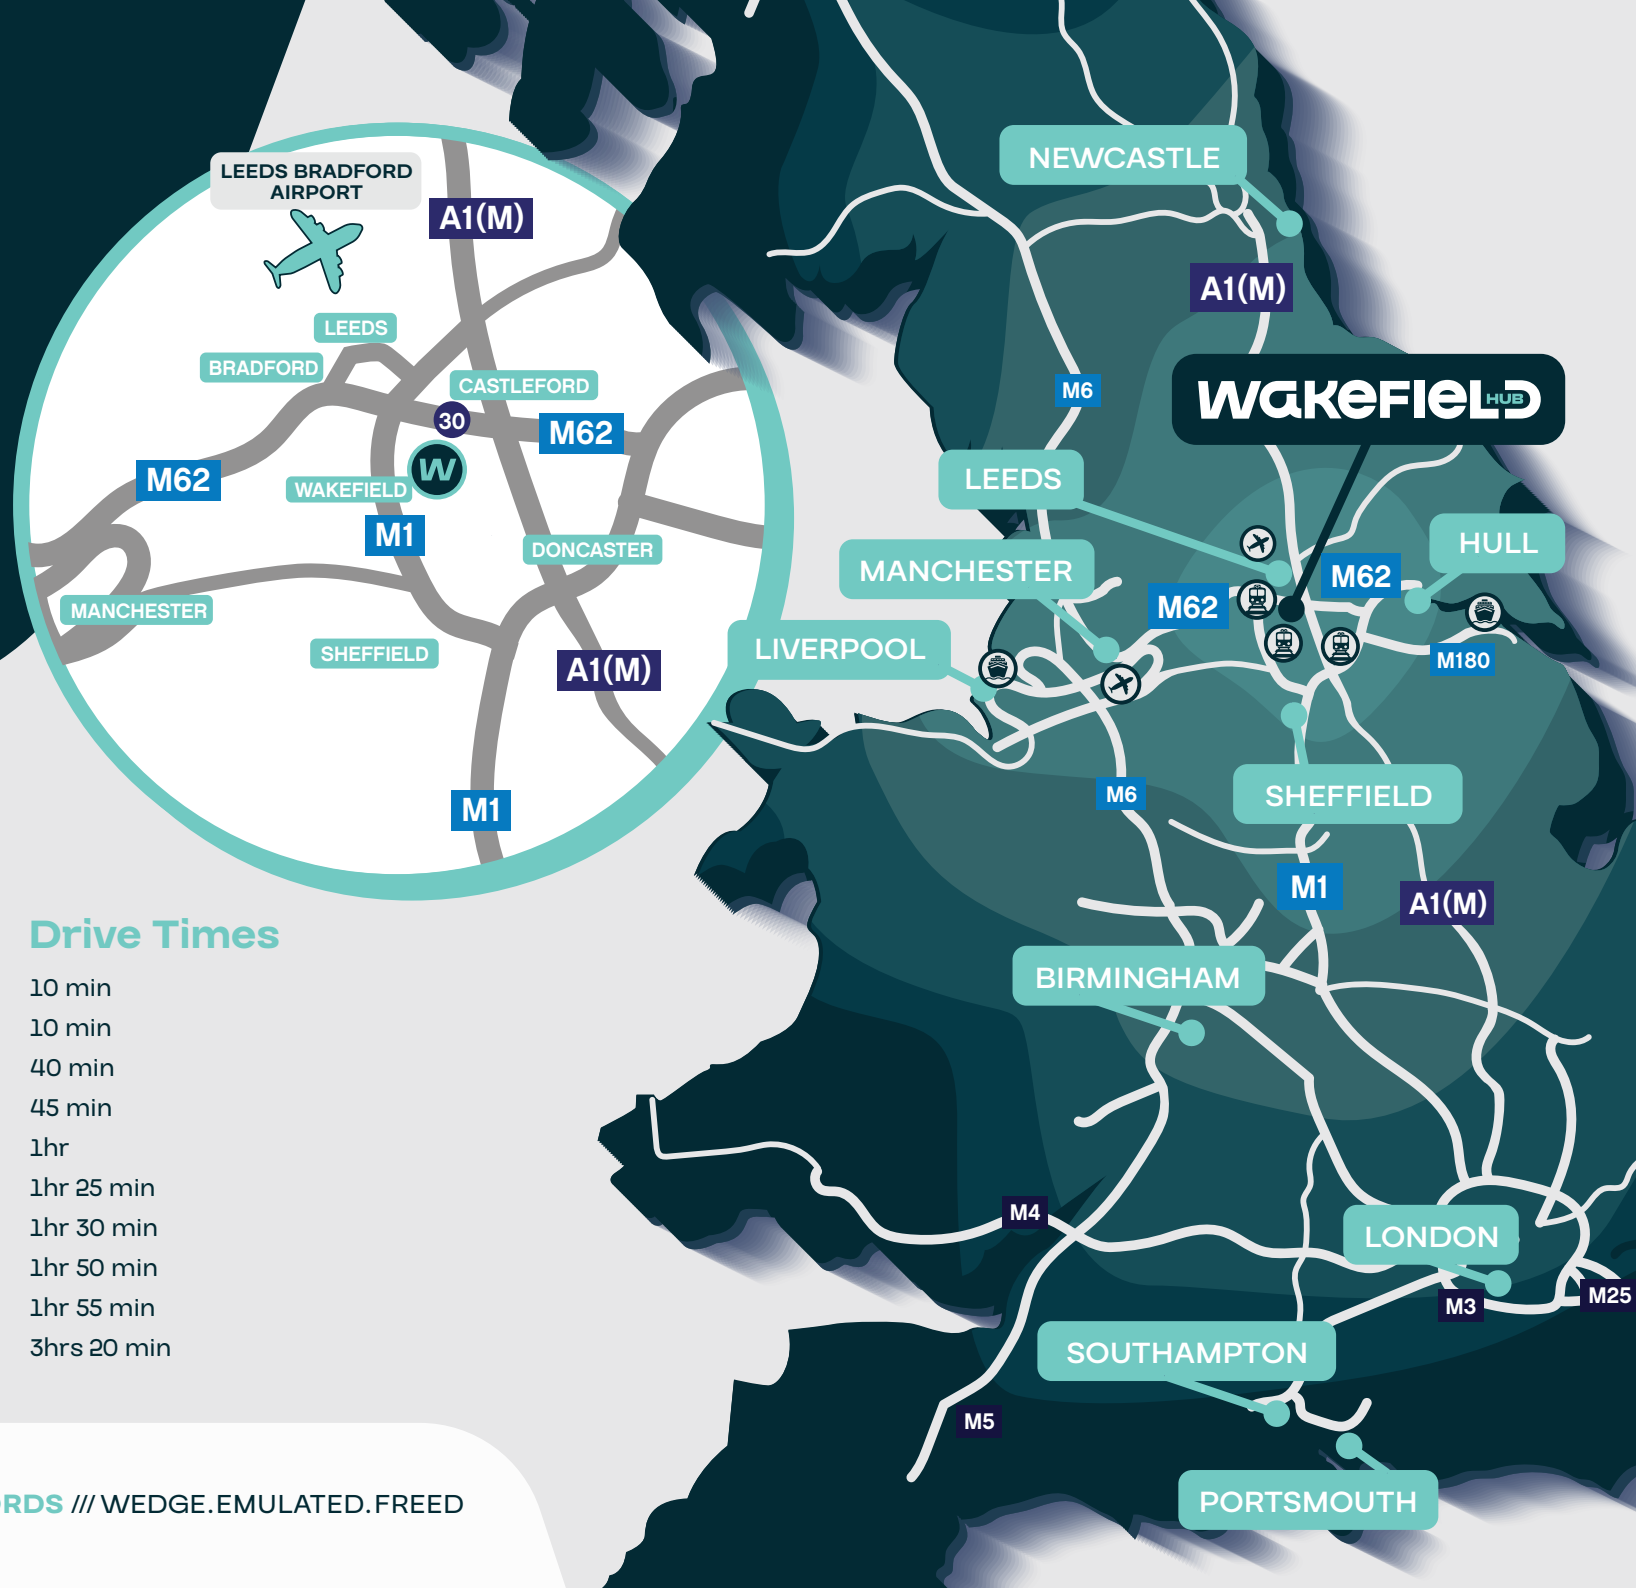 LEEDS BRADFORD
AIRPORT
A1(M)
LEEDS
BRADFORD
CASTLEFORD
30
M62
M62
W
WAKEFIELD
M1
DONCASTER
MANCHESTER
SHEFFIELD
A1(M)
M1
NEWCASTLE
A1(M)
M6
WAKEFIELD HUB
LEEDS
HULL
MANCHESTER
M62
M62
LIVERPOOL
M180
M6
SHEFFIELD
M1
A1(M)
BIRMINGHAM
M4
LONDON
M3
M25
SOUTHAMPTON
M5
PORTSMOUTH
Drive Times
10 min
10 min
40 min
45 min
1hr
1hr 25 min
1hr 30 min
1hr 50 min
1hr 55 min
3hrs 20 min
RDS /// WEDGE.EMULATED.FREED